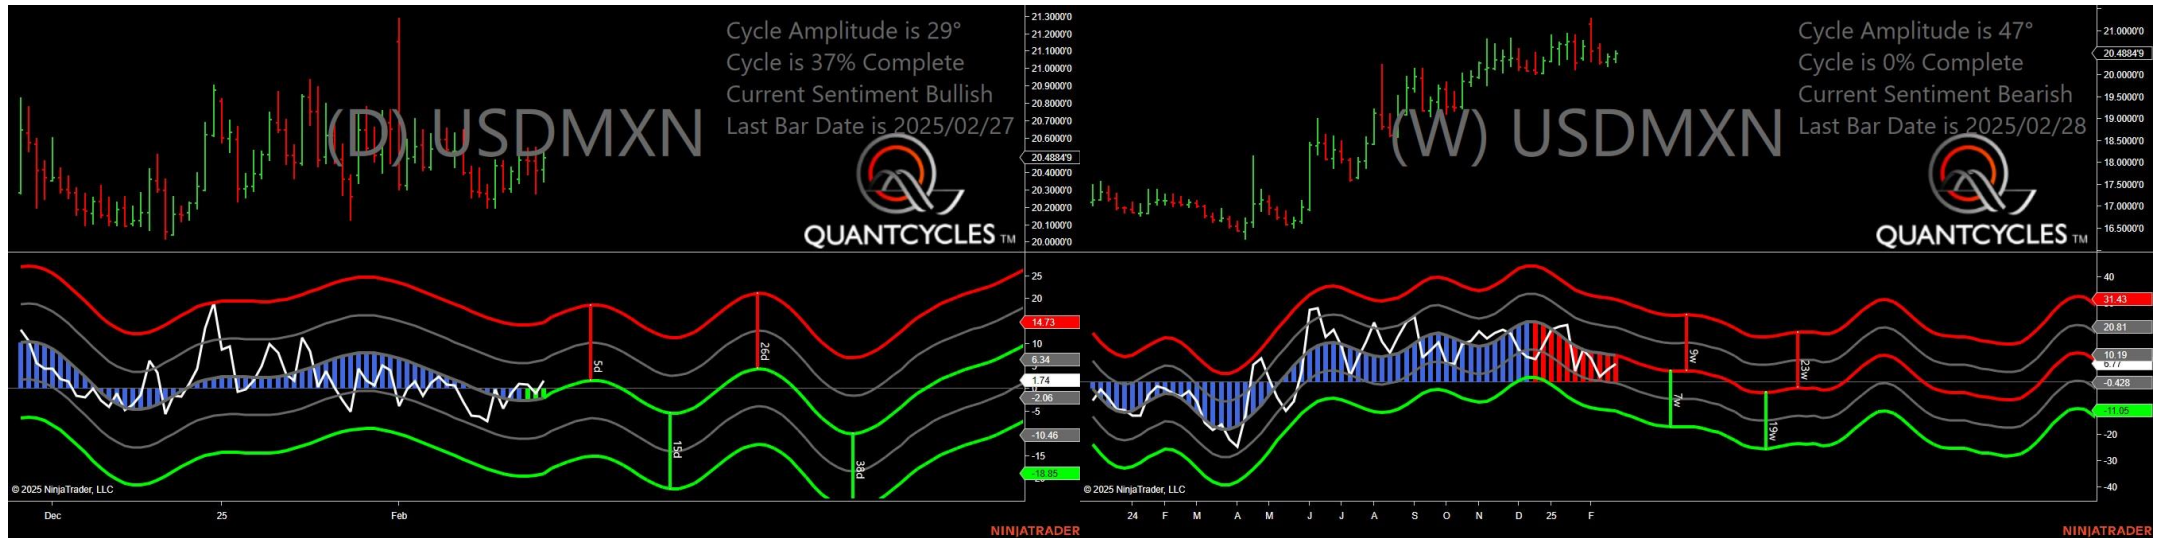 Cycle Amplitude is 29°
Cycle is 37% Complete
Current Sentiment Bullish
Last Bar Date is 2025/02/27
(D) USDMXN
QUANTCYCLES TM
21.3000'0
21.2000'0
21.1000'0
21.0000'0
20.9000'0
20.8000'0
20.7000'0
20.6000'0
20.4884'9
20.4000'0
20.3000'0
20.2000'0
20.1000'0
20.0000'0
25
20
14.73
10
6.34
1.74
-2.06
-5
-10.46
-15
-18.85
5d
15d
26d
38d
© 2025 NinjaTrader, LLC
Dec
25
Feb
NINJATRADER
Cycle Amplitude is 47°
Cycle is 0% Complete
Current Sentiment Bearish
Last Bar Date is 2025/02/28
(W) USDMXN
QUANTCYCLES TM
21.0000'0
20.4884'9
20.0000'0
19.5000'0
19.0000'0
18.5000'0
18.0000'0
17.5000'0
17.0000'0
16.5000'0
40
31.43
20.81
10.19
6.77
-0.428
-11.05
-20
-30
-40
9w
7w
23w
19w
© 2025 NinjaTrader, LLC
24 F M A M J J A S O N D 25 F
NINJATRADER